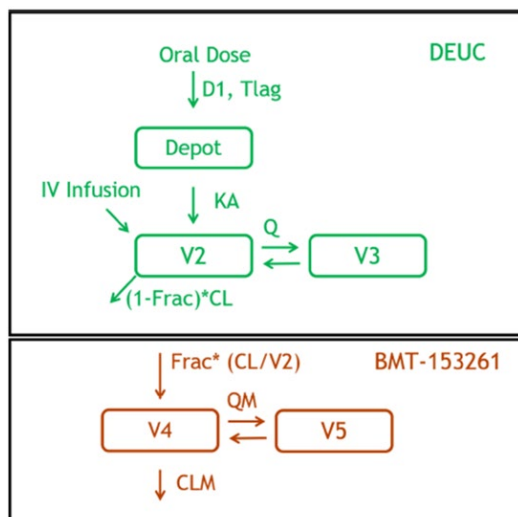 Oral Dose
DEUC
D1, Tlag
Depot
IV Infusion
KA
Q
V2
V3
(1-Frac)*CL
Frac* (CL/V2)
BMT-153261
QM
V4
V5
CLM